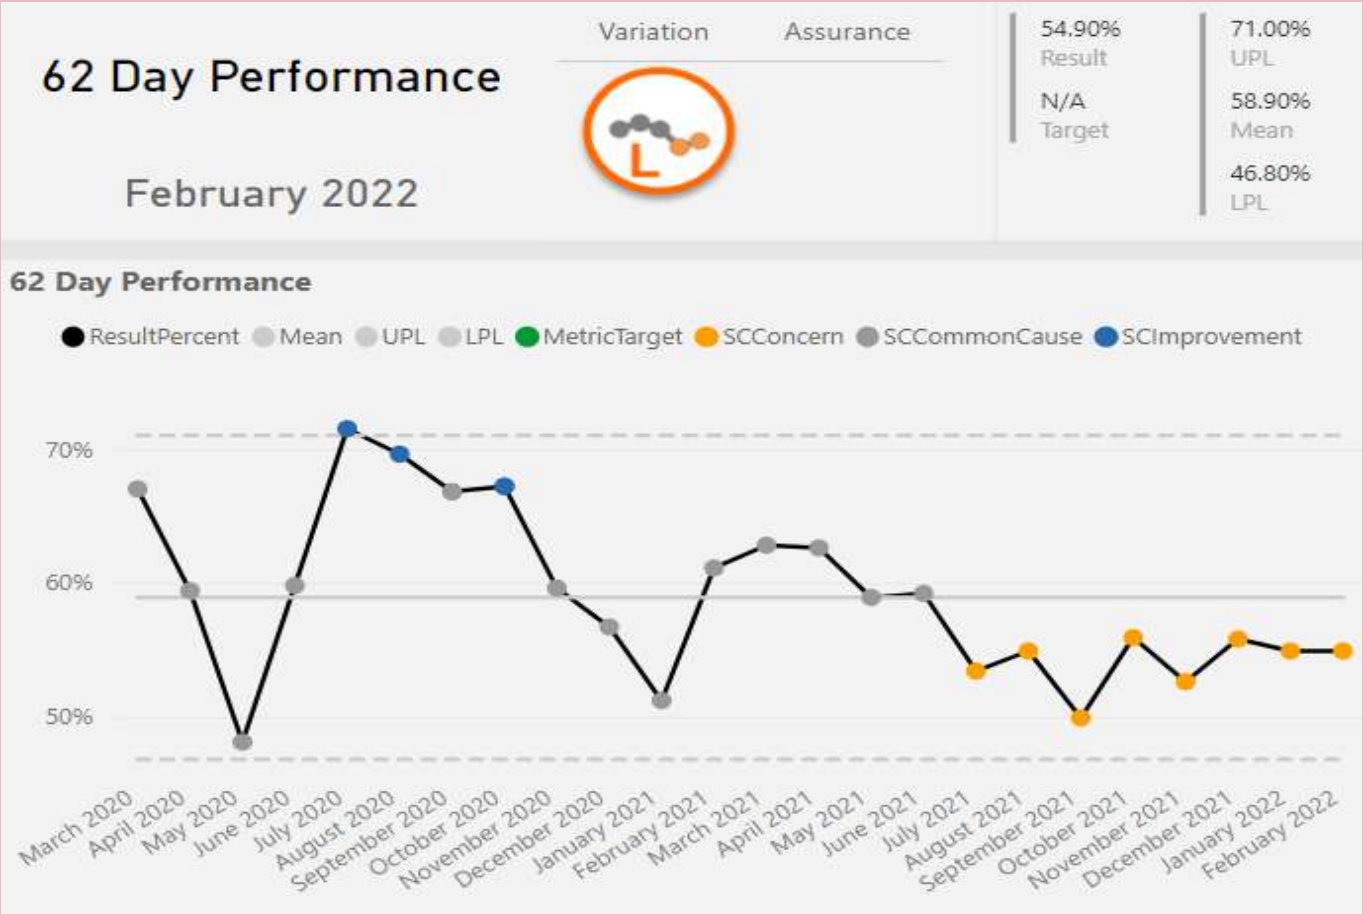 Variation Assurance
54.90%
Result
71.00%
UPL
62 Day Performance
N/A
Target
58.90%
Mean
L
46.80%
LPL
February 2022
62 Day Performance
ResultPercent Mean UPL LPL MetricTarget SCConcern SCCommonCause SCImprovement
70%
60%
50%
March 2020
April 2020
May 2020
June 2020
July 2020
August 2020
September 2020
October 2020
November 2020
December 2020
January 2021
February 2021
March 2021
April 2021
May 2021
June 2021
July 2021
August 2021
September 2021
October 2021
November 2021
December 2021
January 2022
February 2022